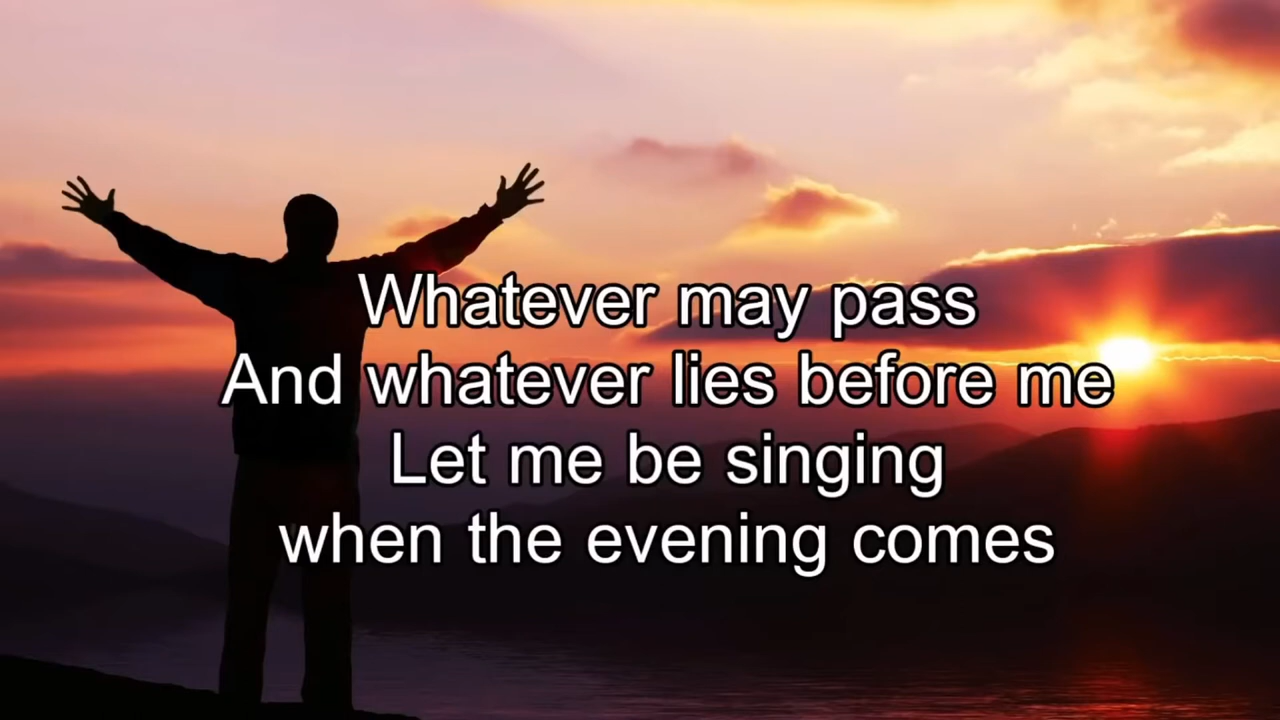 Whatever may pass
And whatever lies before me
Let me be singing
when the evening comes